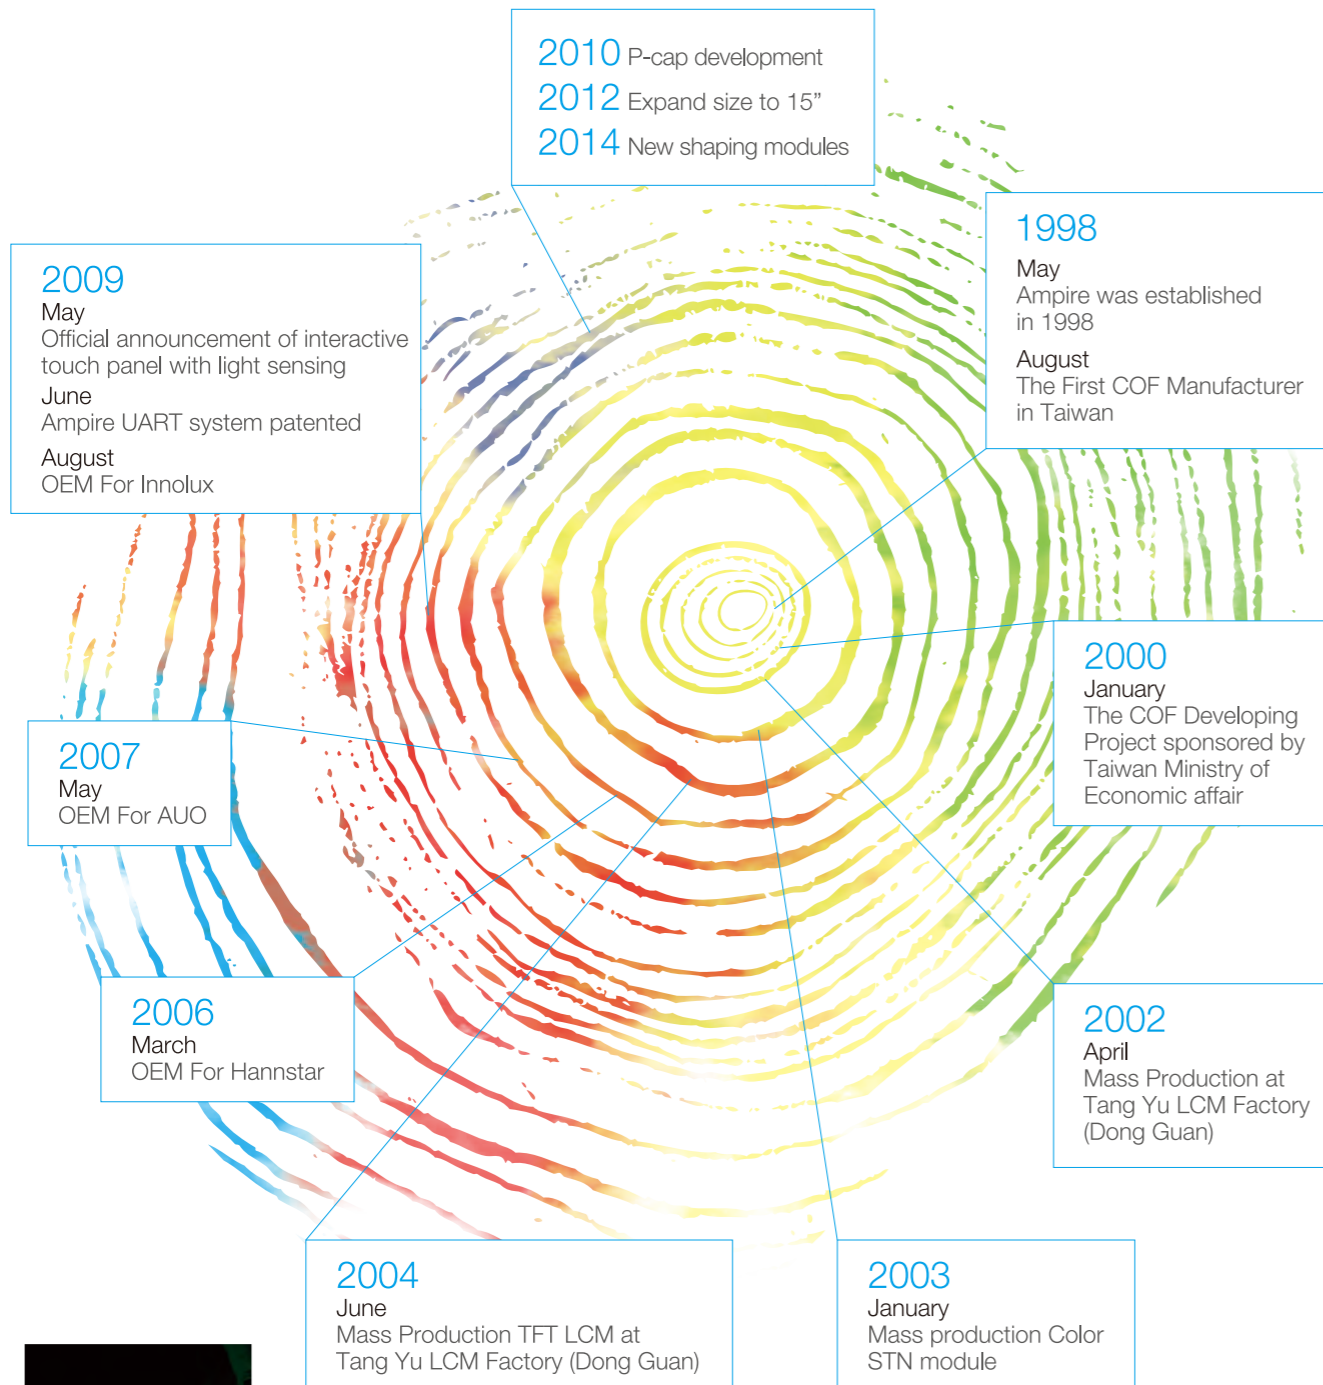 2010 P-cap development
2012 Expand size to 15”
2014 New shaping modules
1998
May
Ampire was established
in 1998
August
The First COF Manufacturer
in Taiwan
2000
January
The COF Developing
Project sponsored by
Taiwan Ministry of
Economic affair
2002
April
Mass Production at
Tang Yu LCM Factory
(Dong Guan)
2003
January
Mass production Color
STN module
2004
June
Mass Production TFT LCM at
Tang Yu LCM Factory (Dong Guan)
2006
March
OEM For Hannstar
2007
May
OEM For AUO
2009
May
Official announcement of interactive
touch panel with light sensing
June
Ampire UART system patented
August
OEM For Innolux